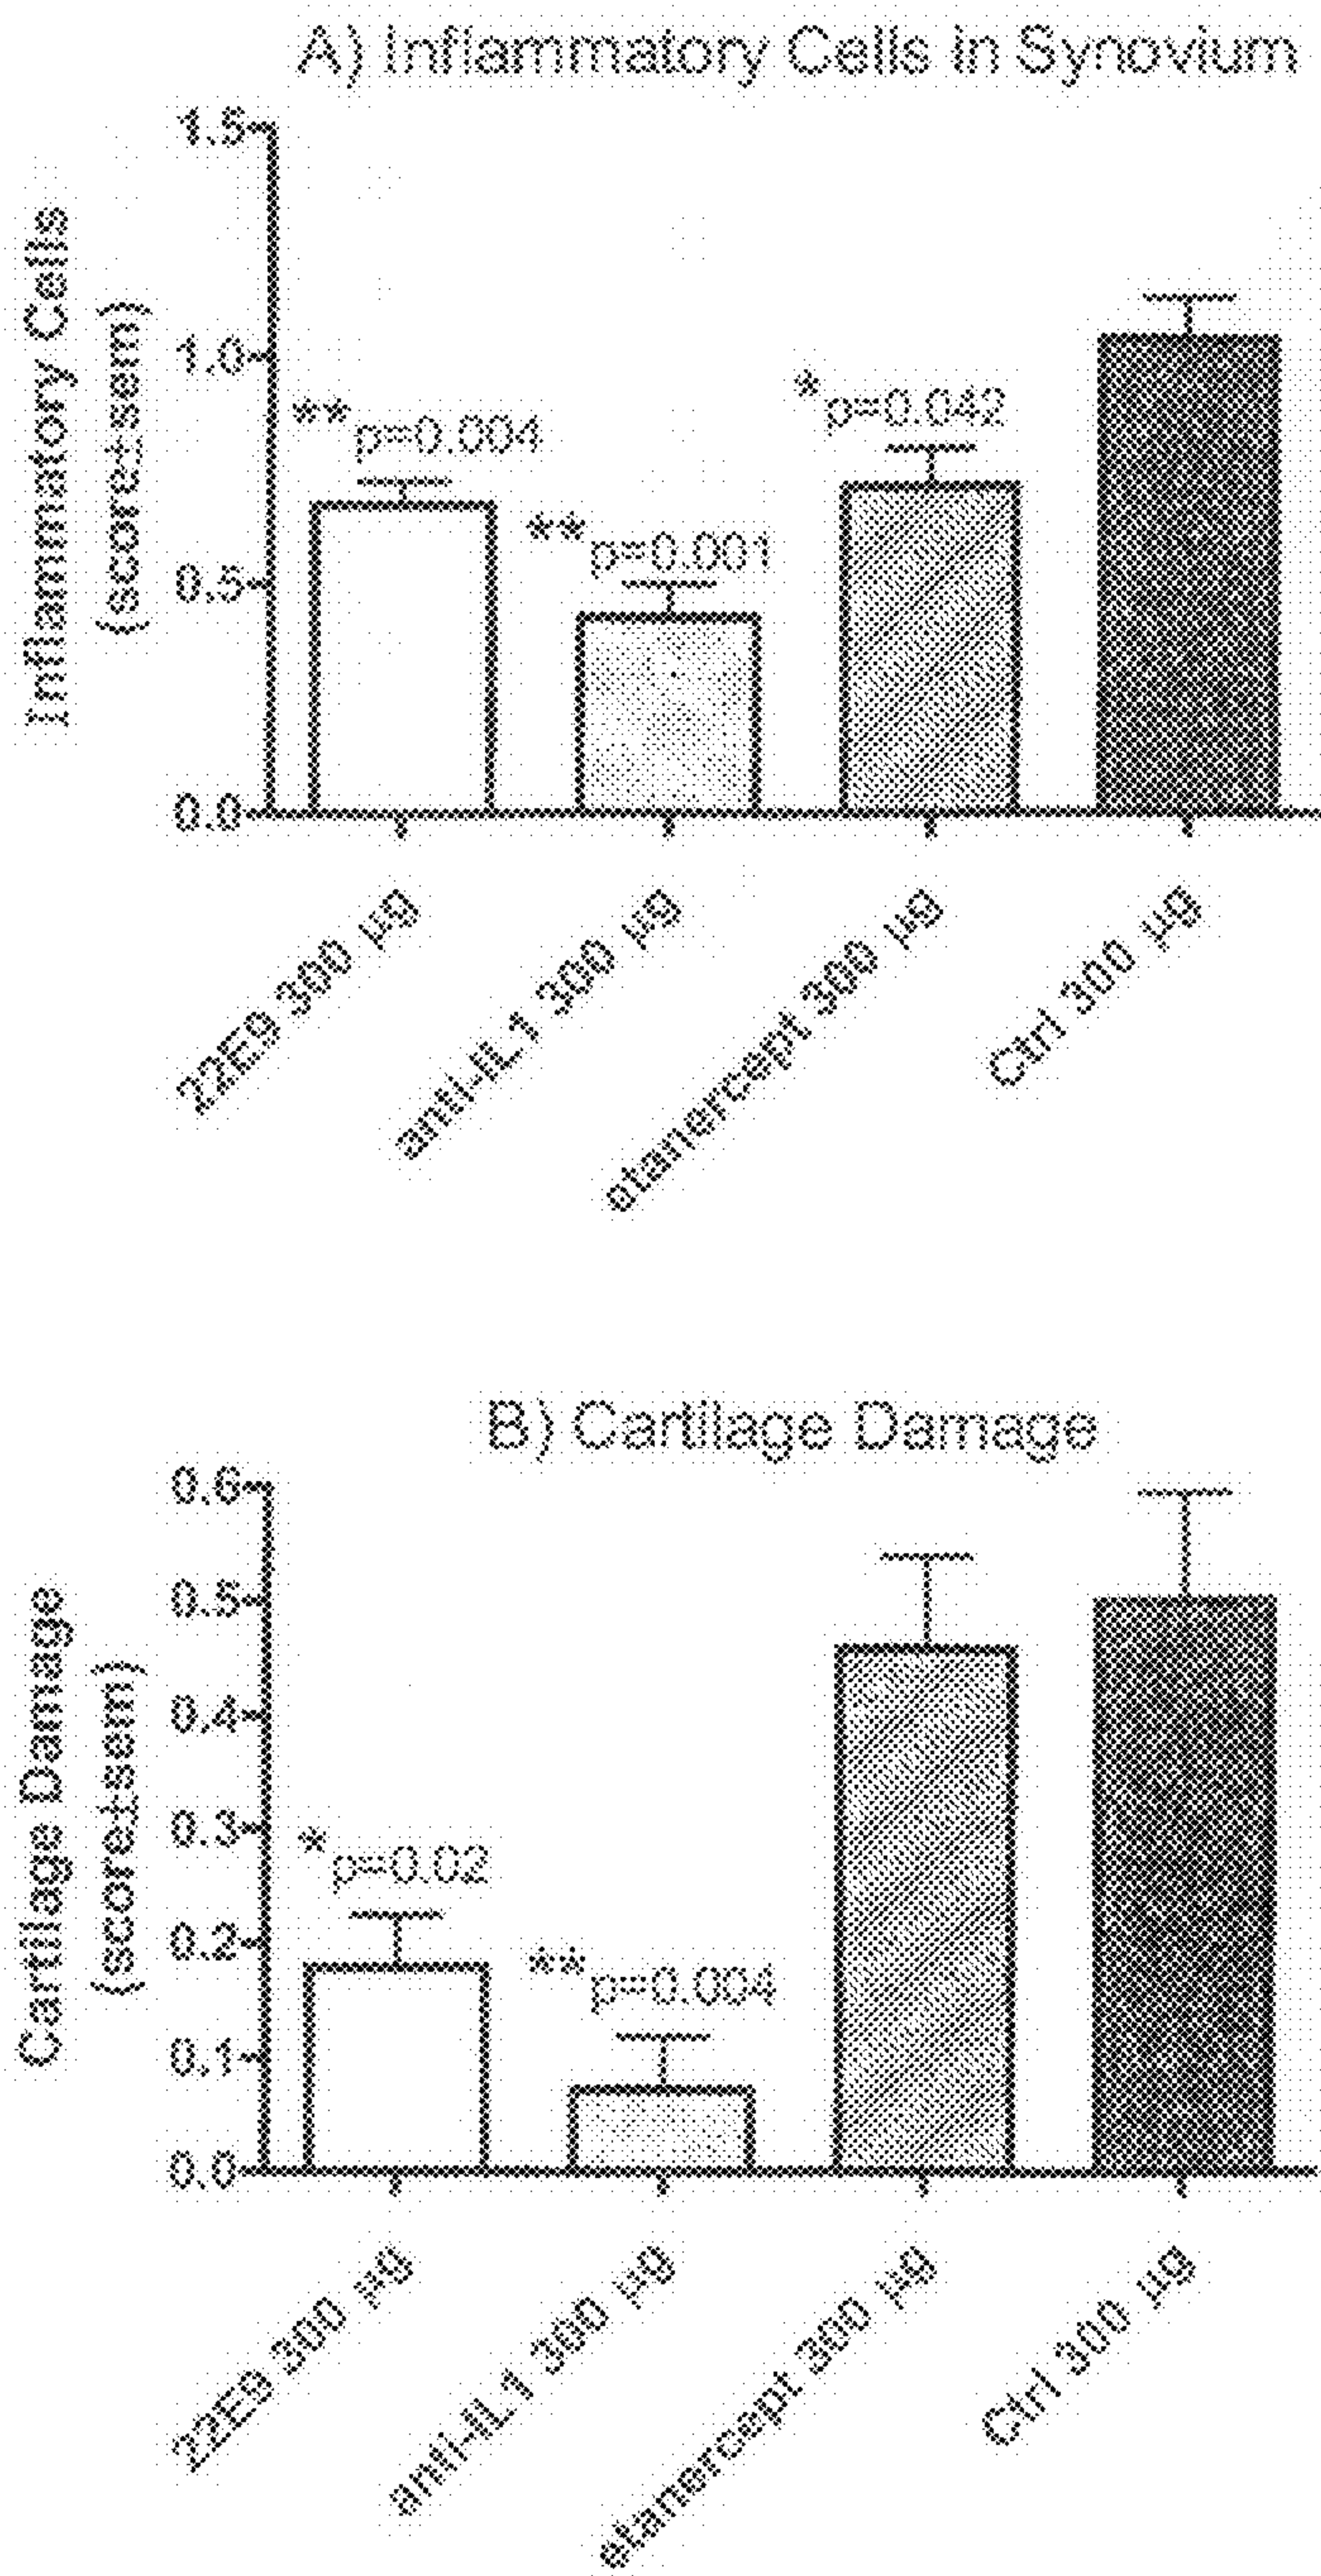 A) Inflammatory Cells in Synovium
Inflammatory Cells
(score±sem)
1.5
1.0
0.5
0.0
** p=0.004
** p=0.001
* p=0.042
22E9 300 µg
anti-IL1 300 µg
etanercept 300 µg
Ctrl 300 µg
B) Cartilage Damage
Cartilage Damage
(score±sem)
0.6
0.5
0.4
0.3
0.2
0.1
0.0
* p=0.02
** p=0.004
22E9 300 µg
anti-IL1 300 µg
etanercept 300 µg
Ctrl 300 µg